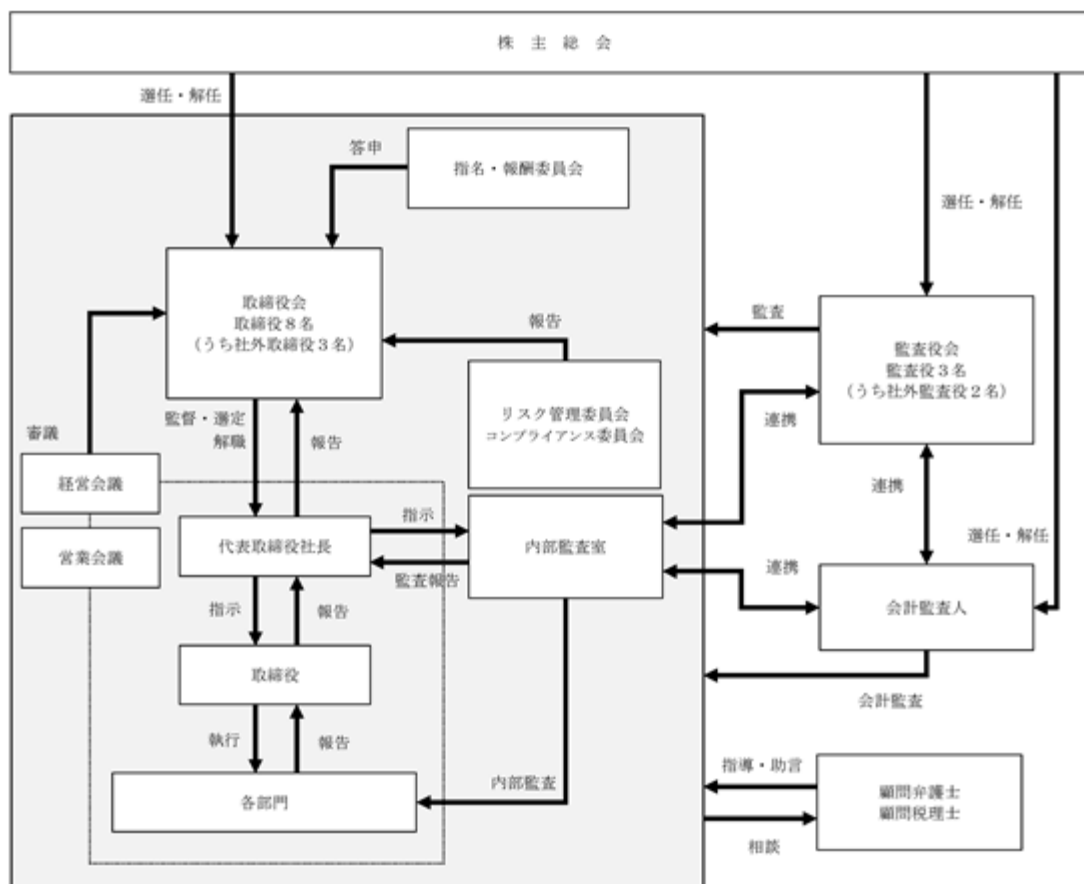 株 主 総 会
選任・解任
答申
指名・報酬委員会
選任・解任
取締役会
取締役８名
（うち社外取締役３名）
報告
監査
監査役会
監査役３名
（うち社外監査役２名）
審議
監督・選定
解職
報告
リスク管理委員会
コンプライアンス委員会
連携
経営会議
営業会議
代表取締役社長
指示
監査報告
内部監査室
連携
選任・解任
連携
会計監査人
指示
報告
取締役
会計監査
執行
報告
各部門
内部監査
指導・助言
相談
顧問弁護士
顧問税理士